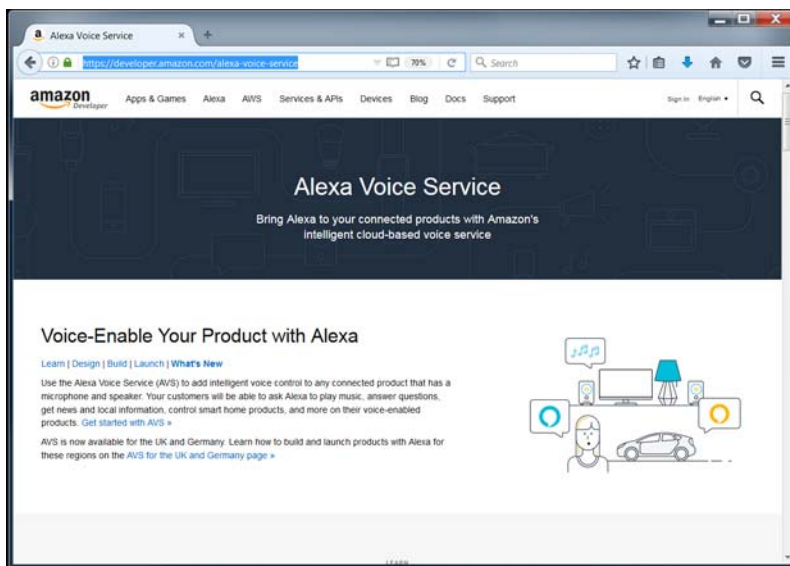 Alexa Voice Service
https://developer.amazon.com/alexa-voice-service
70%
Search
amazon
Developer
Apps & Games Alexa AWS Services & APIs Devices Blog Docs Support
Sign In English
Alexa Voice Service
Bring Alexa to your connected products with Amazon's
intelligent cloud-based voice service
Voice-Enable Your Product with Alexa
Learn | Design | Build | Launch | What's New
Use the Alexa Voice Service (AVS) to add intelligent voice control to any connected product that has a
microphone and speaker. Your customers will be able to ask Alexa to play music, answer questions,
get news and local information, control smart home products, and more on their voice-enabled
products. Get started with AVS »
AVS is now available for the UK and Germany. Learn how to build and launch products with Alexa for
these regions on the AVS for the UK and Germany page »
LEARN